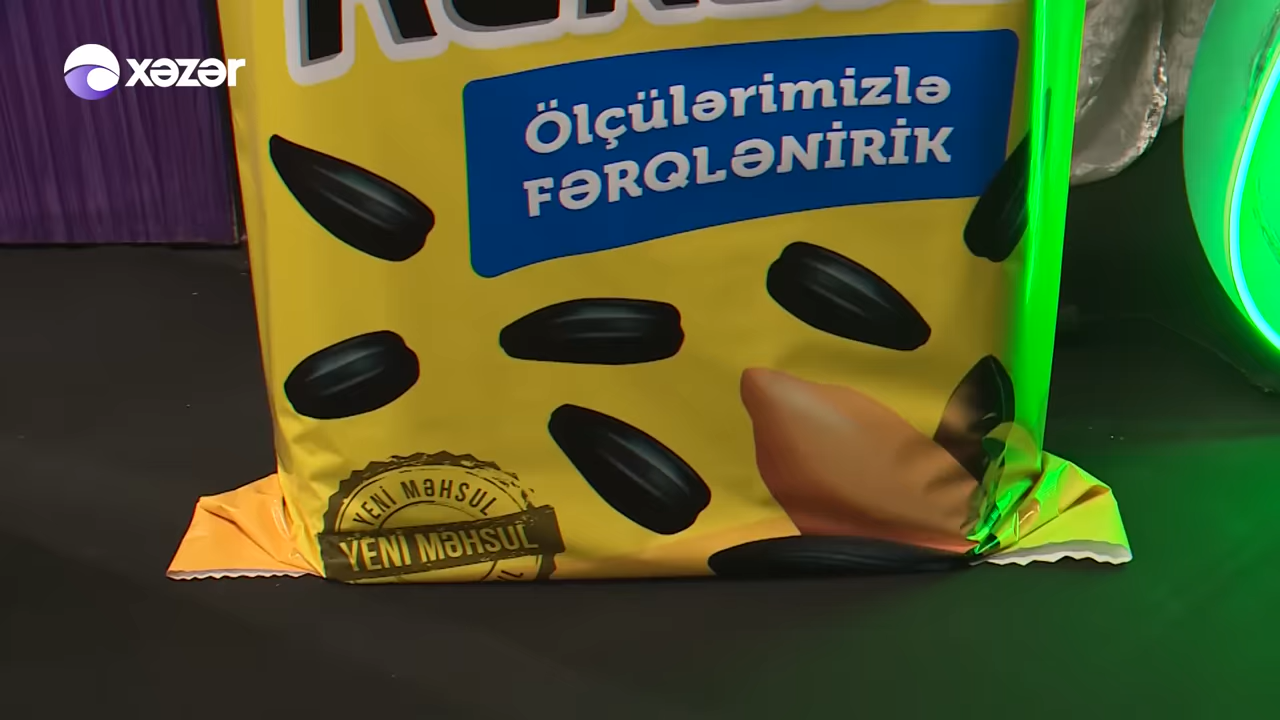 xəzər
Ölçülərimizlə
FƏRQLƏNİRİK
YENİ MƏHSUL
YENİ MƏHSUL